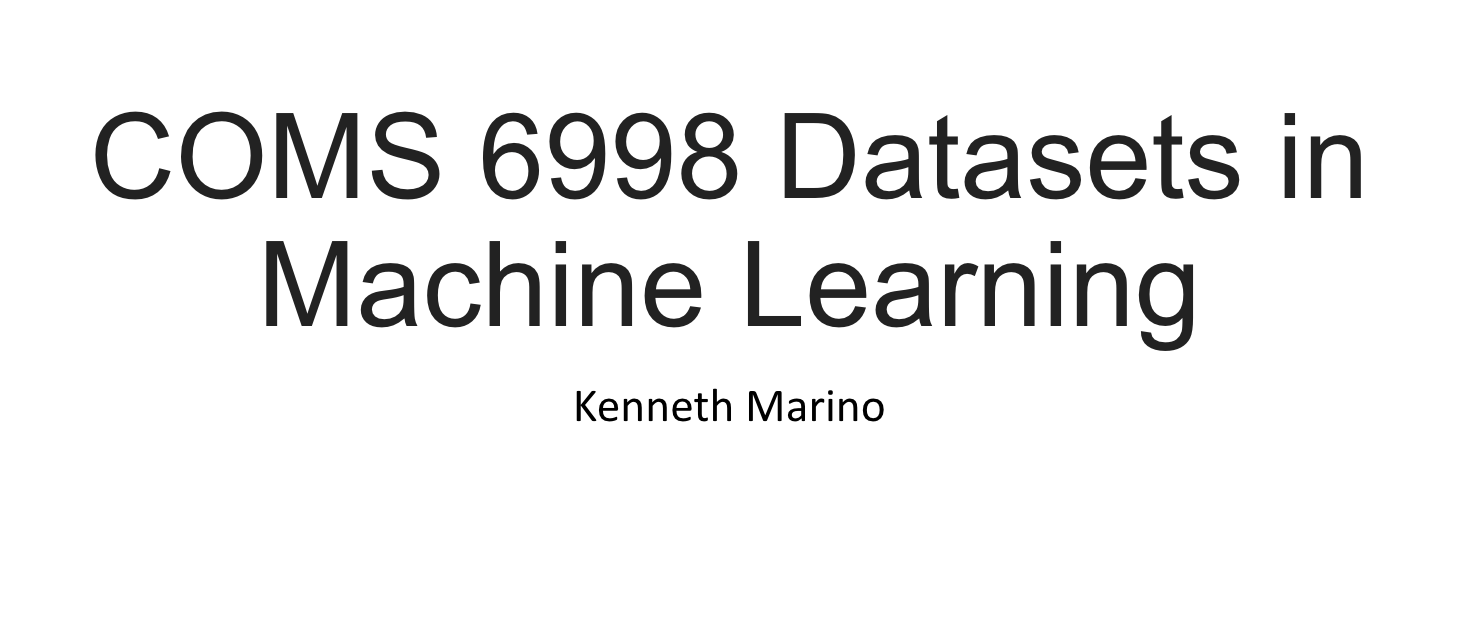 COMS 6998 Datasets in
Machine Learning
Kenneth Marino